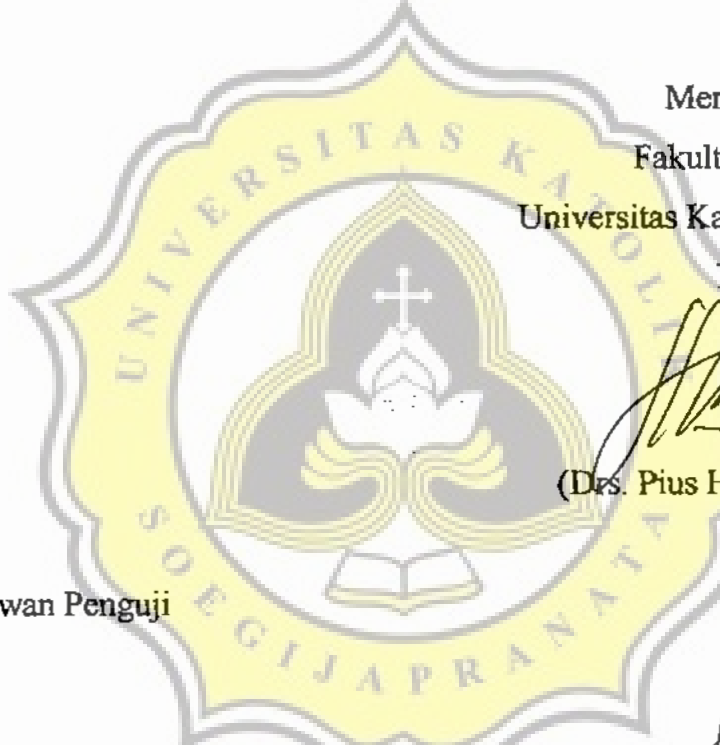 Mer
Fakult
Universitas Ka
(Drs. Pius H
wan Penguji
UNIVERSITAS KATOLIK
SOEGIJAPRANATA